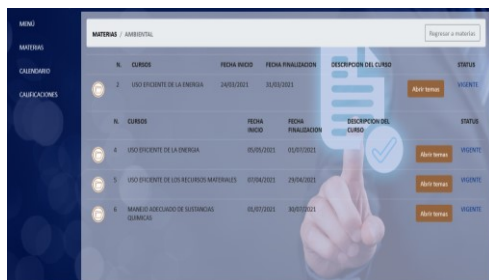 MENÚ
MATERIAS
CALENDARIO
CALIFICACIONES
MATERIAS / AMBIENTAL
Regresar a materias
N. CURSOS FECHA INICIO FECHA FINALIZACION DESCRIPCION DEL CURSO STATUS
2 USO EFICIENTE DE LA ENERGIA 24/03/2021 31/03/2021 Abrir temas VIGENTE
N. CURSOS FECHA INICIO FECHA FINALIZACION DESCRIPCION DEL CURSO STATUS
4 USO EFICIENTE DE LA ENERGIA 05/05/2021 01/07/2021 Abrir temas VIGENTE
5 USO EFICIENTE DE LOS RECURSOS MATERIALES 07/04/2021 29/04/2021 Abrir temas VIGENTE
6 MANEJO ADECUADO DE SUSTANCIAS QUIMICAS 01/07/2021 30/07/2021 Abrir temas VIGENTE